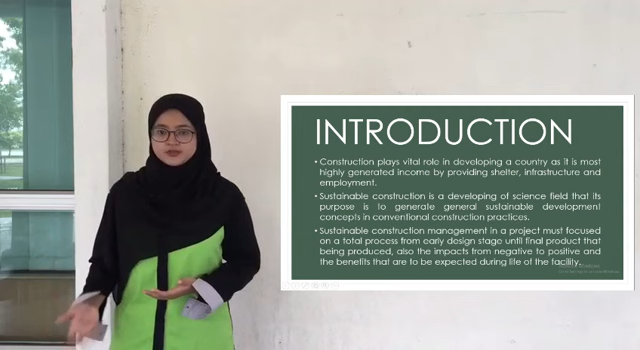 INTRODUCTION
• Construction plays vital role in developing a country as it is most
highly generated income by providing shelter, infrastructure and
employment.
• Sustainable construction is a developing of science field that its
purpose is to generate general sustainable development
concepts in conventional construction practices.
• Sustainable construction management in a project must focused
on a total process from early design stage until final product that
being produced, also the impacts from negative to positive and
the benefits that are to be expected during life of the facility.